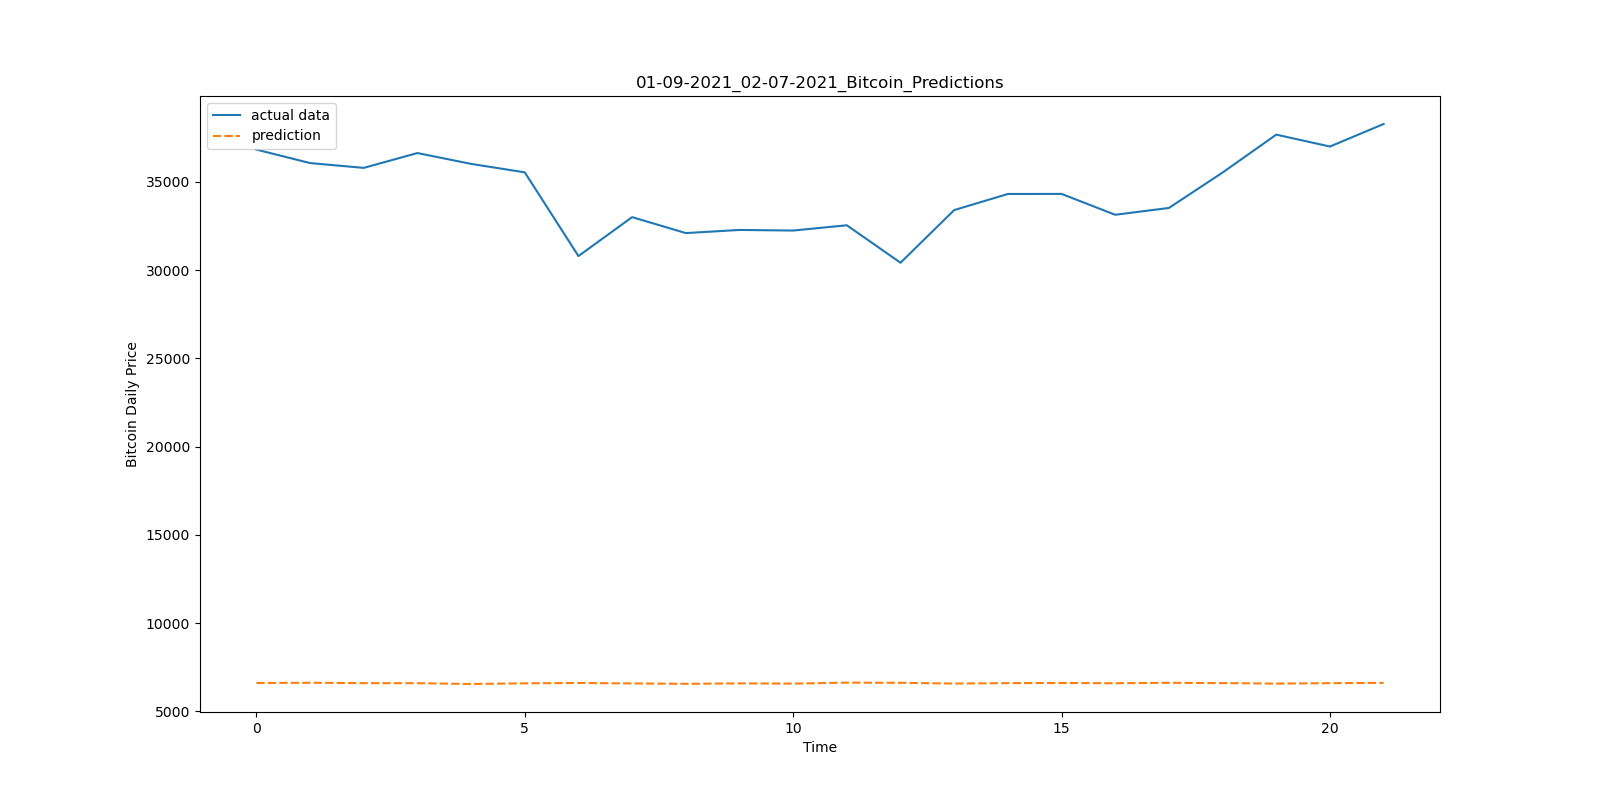 01-09-2021_02-07-2021_Bitcoin_Predictions
actual data
prediction
Bitcoin Daily Price
35000
30000
25000
20000
15000
10000
5000
0 5 10 15 20
Time